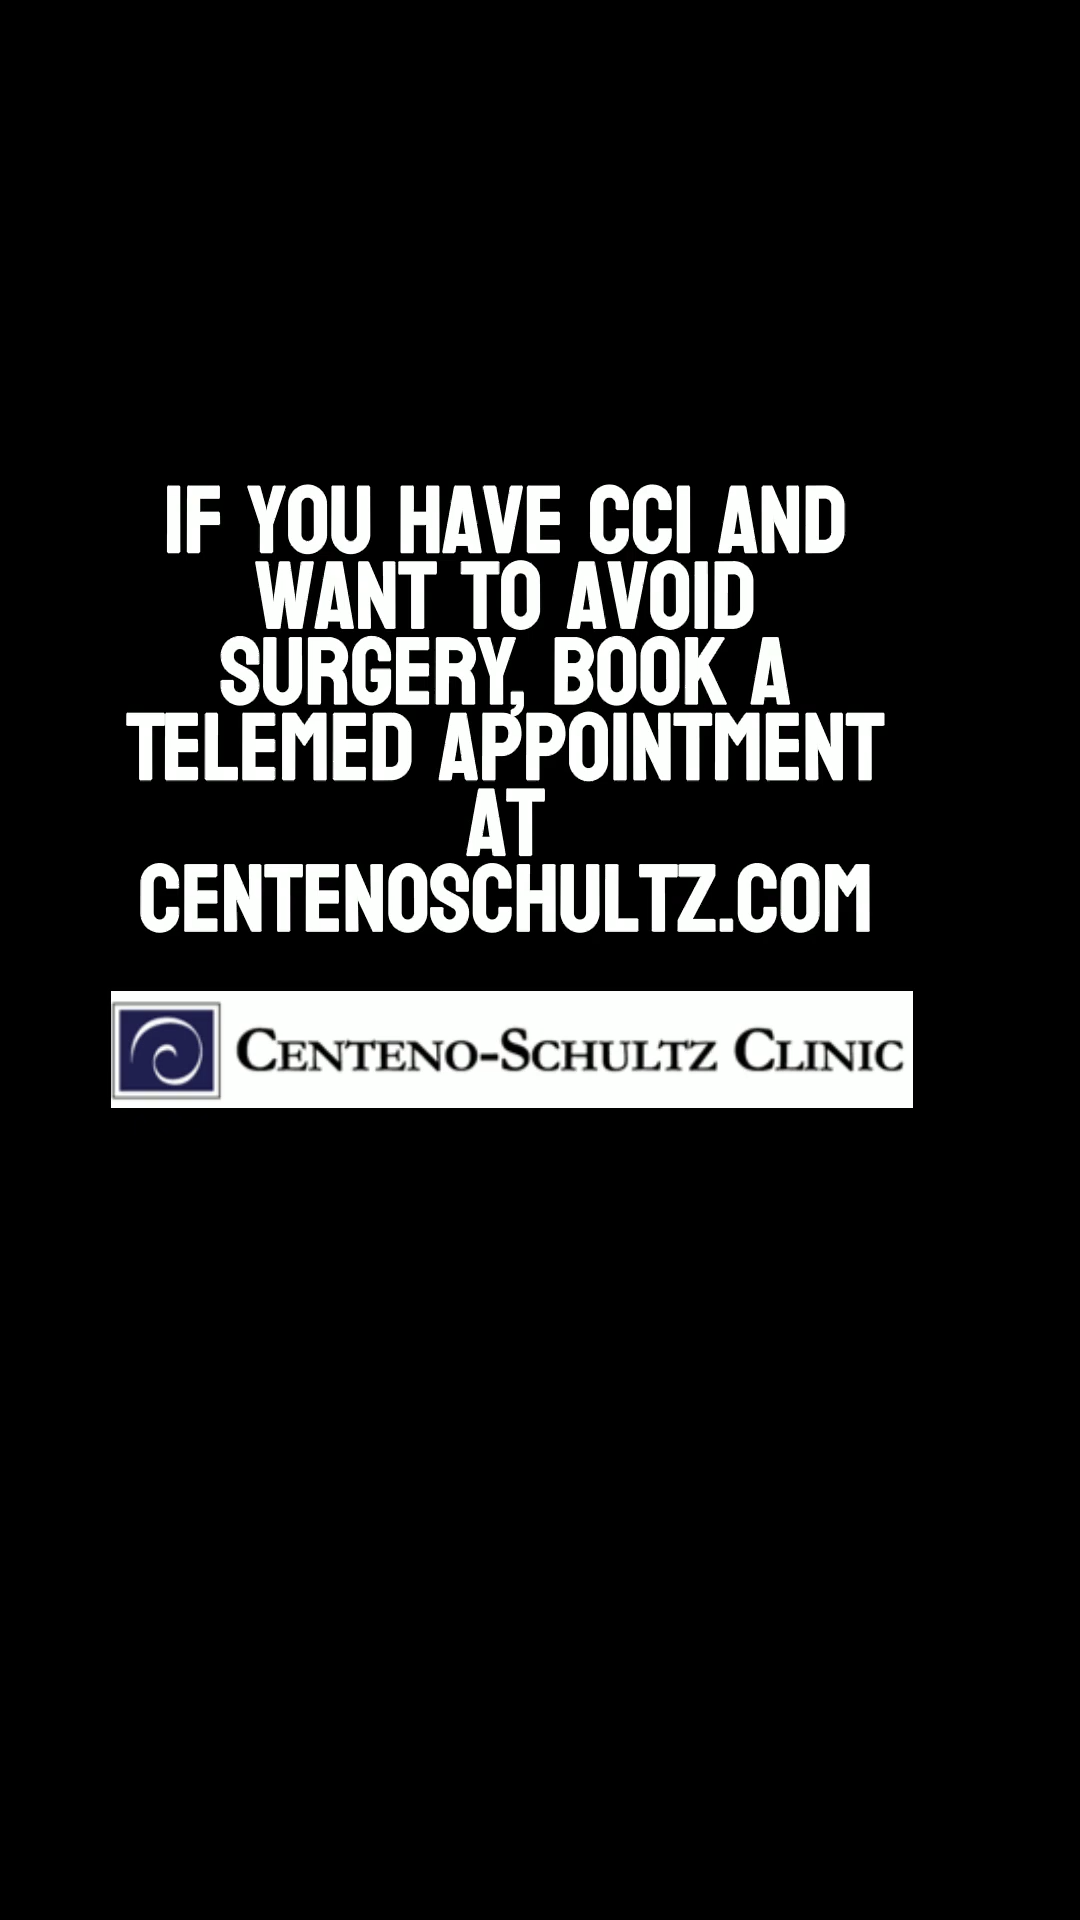 IF YOU HAVE CCI AND
WANT TO AVOID
SURGERY, BOOK A
TELEMED APPOINTMENT
AT
CENTENOSCHULTZ.COM
CENTENO-SCHULTZ CLINIC